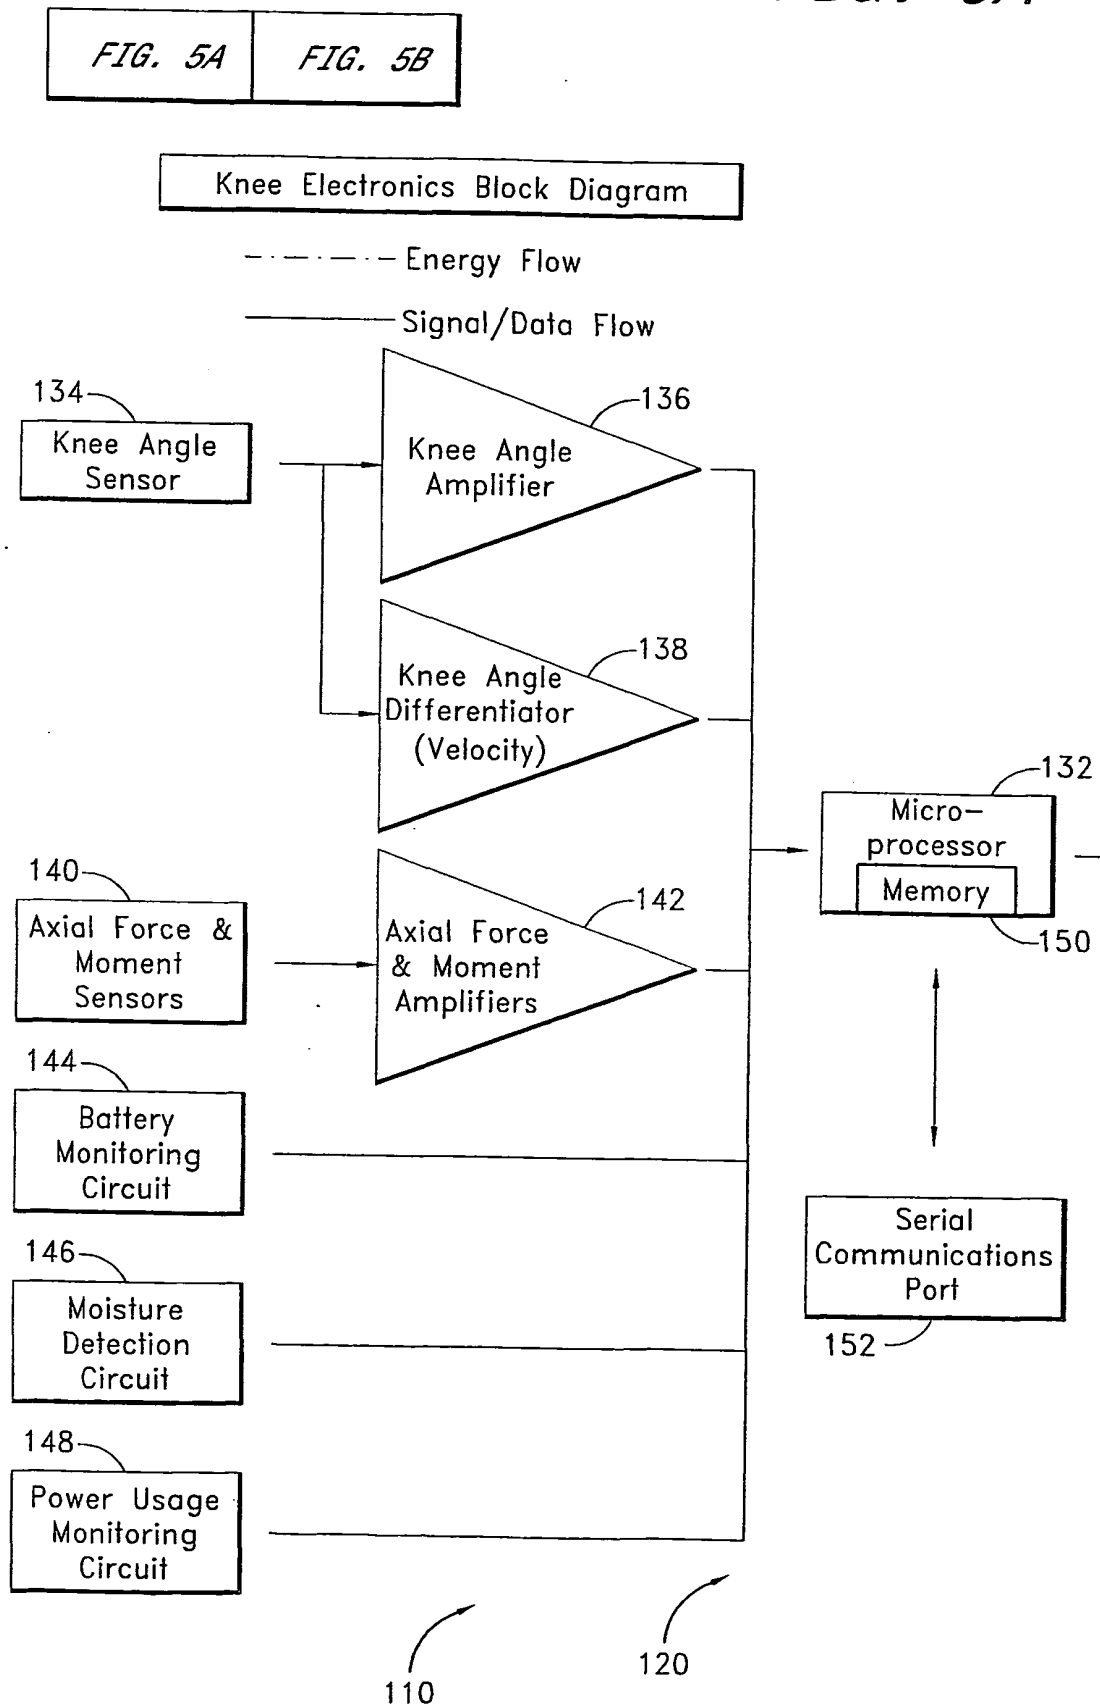 FIG. 5A
FIG. 5B
Knee Electronics Block Diagram
Energy Flow
Signal/Data Flow
134
Knee Angle
Sensor
136
Knee Angle
Amplifier
138
Knee Angle
Differentiator
(Velocity)
132
Micro-
processor
Memory
150
140
Axial Force &
Moment
Sensors
142
Axial Force
& Moment
Amplifiers
144
Battery
Monitoring
Circuit
Serial
Communications
Port
152
146
Moisture
Detection
Circuit
148
Power Usage
Monitoring
Circuit
110
120